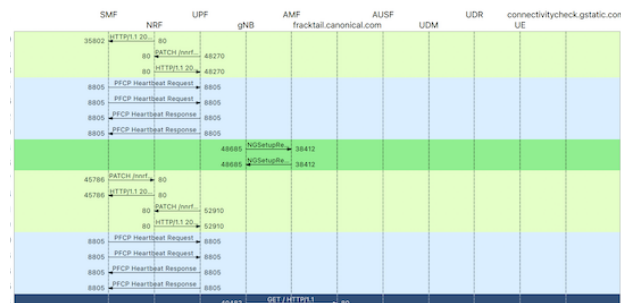 SMF UPF AMF AUSF UDR connectivitycheck.gstatic.com
NRF gNB fracktail.canonical.com UDM UE
35802 HTTP/1.1 20... 80
80 PATCH /nnrf... 48270
80 HTTP/1.1 20... 48270
8805 PFCP Heartbeat Request 8805
8805 PFCP Heartbeat Request 8805
8805 PFCP Heartbeat Response 8805
8805 PFCP Heartbeat Response 8805
48685 NGSetupRe... 38412
48685 NGSetupRe... 38412
45786 PATCH /nnrf... 80
45786 HTTP/1.1 20... 80
80 PATCH /nnrf... 52910
80 HTTP/1.1 20... 52910
8805 PFCP Heartbeat Request 8805
8805 PFCP Heartbeat Request 8805
8805 PFCP Heartbeat Response 8805
8805 PFCP Heartbeat Response 8805
GET / HTTP/1.1 80